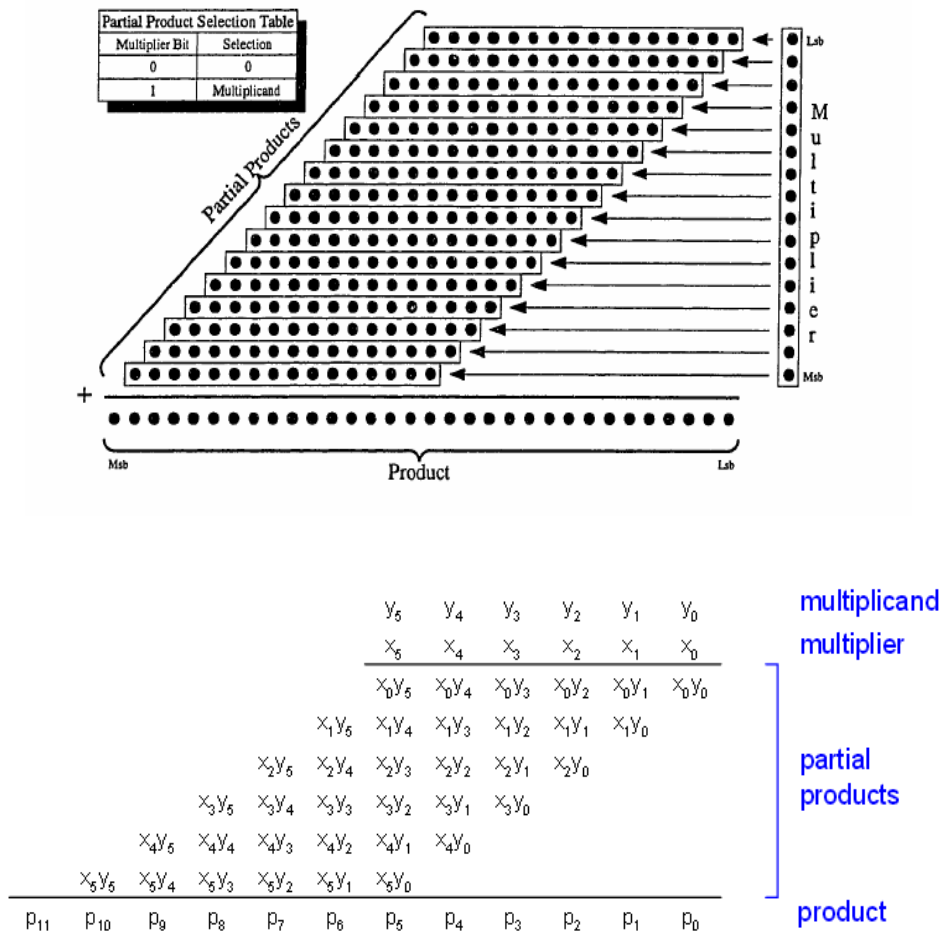 Partial Product Selection Table
Multiplier Bit Selection
0 0
1 Multiplicand
Partial Products
Lsb
Multiplier
Msb
+
Msb
Product
Lsb
y5 y4 y3 y2 y1 y0 multiplicand
x5 x4 x3 x2 x1 x0 multiplier
x0y5 x0y4 x0y3 x0y2 x0y1 x0y0
x1y5 x1y4 x1y3 x1y2 x1y1 x1y0
x2y5 x2y4 x2y3 x2y2 x2y1 x2y0
partial
products
x3y5 x3y4 x3y3 x3y2 x3y1 x3y0
x4y5 x4y4 x4y3 x4y2 x4y1 x4y0
x5y5 x5y4 x5y3 x5y2 x5y1 x5y0
p11 p10 p9 p8 p7 p6 p5 p4 p3 p2 p1 p0 product